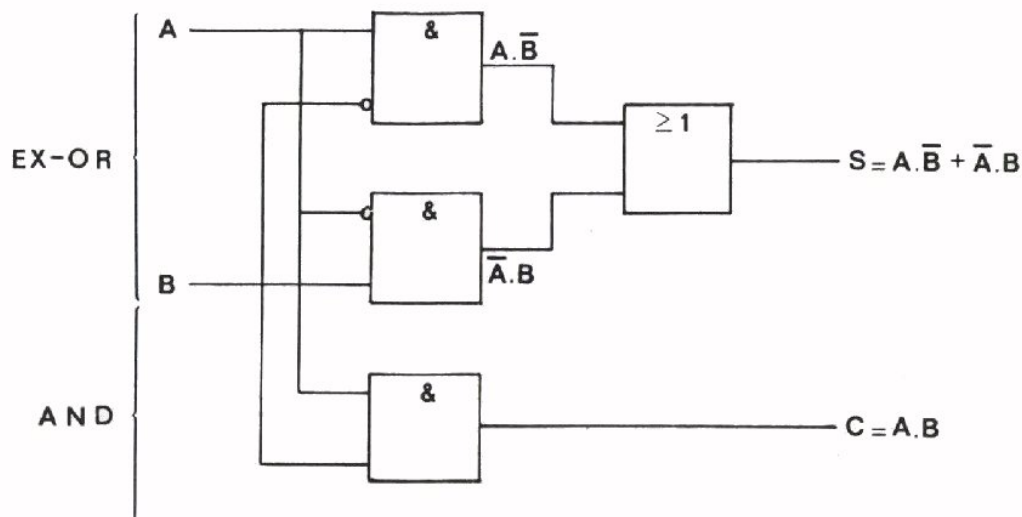 A
&
A.B̅
EX-OR
≥ 1
S = A.B̅ + A̅.B
&
A̅.B
B
&
AND
C = A.B